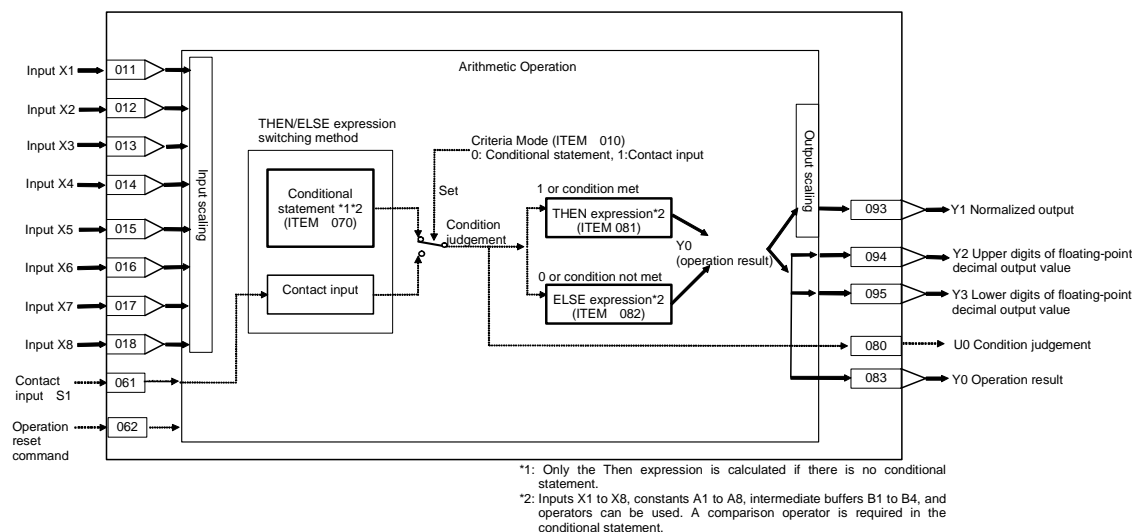 Arithmetic Operation
Input X1
011
Input X2
012
Input X3
013
Input X4
014
Input X5
015
Input X6
016
Input X7
017
Input X8
018
Contact
input S1
061
Operation
reset
command
062
Input scaling
THEN/ELSE expression
switching method
Conditional
statement *1*2
(ITEM 070)
Contact input
Criteria Mode (ITEM 010)
0: Conditional statement, 1:Contact input
Set
Condition
judgement
1 or condition met
THEN expression*2
(ITEM 081)
0 or condition not met
ELSE expression*2
(ITEM 082)
Y0
(operation result)
Output scaling
093
Y1 Normalized output
094
Y2 Upper digits of floating-point
decimal output value
095
Y3 Lower digits of floating-point
decimal output value
080
U0 Condition judgement
083
Y0 Operation result
*1: Only the Then expression is calculated if there is no conditional
statement.
*2: Inputs X1 to X8, constants A1 to A8, intermediate buffers B1 to B4, and
operators can be used. A comparison operator is required in the
conditional statement.